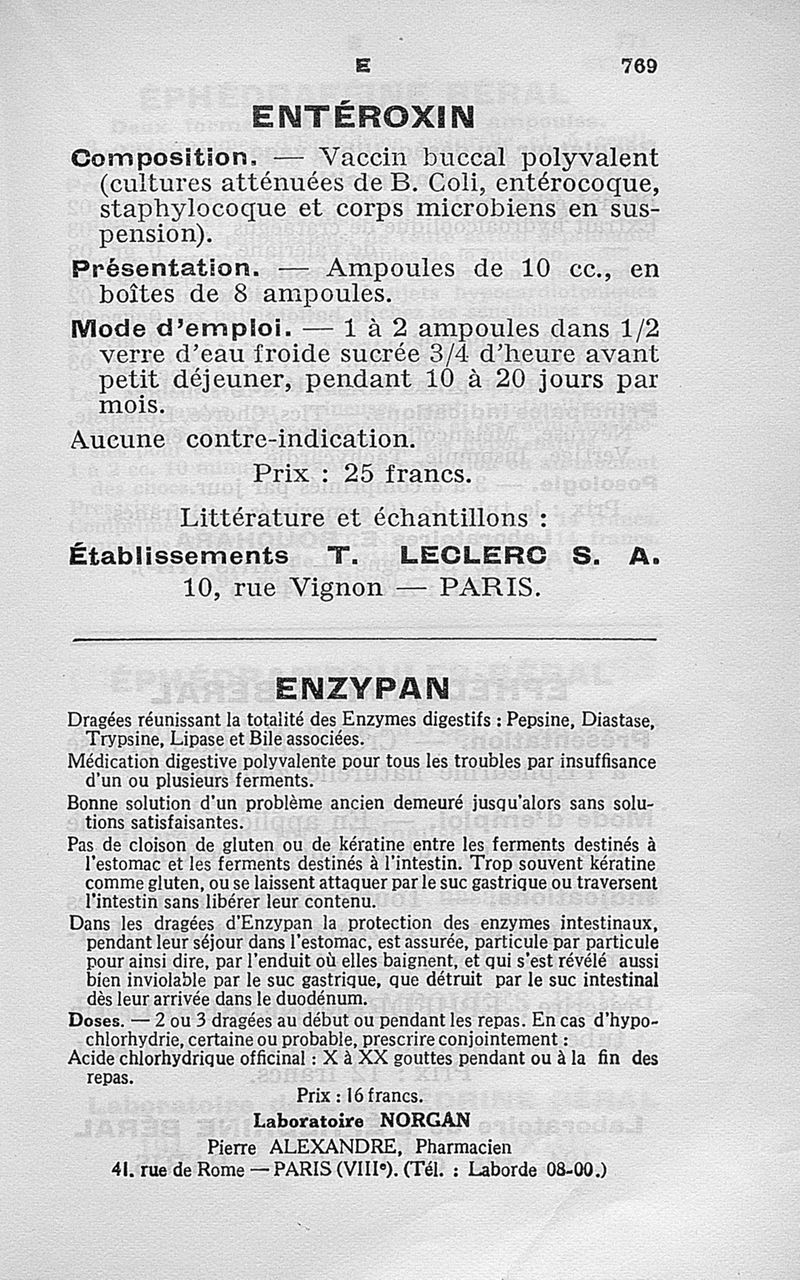 E 769
ENTÉROXIN
Composition. — Vaccin buccal polyvalent
(cultures atténuées de B. Coli, entérocoque,
staphylocoque et corps microbiens en sus-
pension).
Présentation. — Ampoules de 10 cc., en
boîtes de 8 ampoules.
Mode d'emploi. — 1 à 2 ampoules dans 1/2
verre d'eau froide sucrée 3/4 d'heure avant
petit déjeuner, pendant 10 à 20 jours par
mois.
Aucune contre-indication.
Prix : 25 francs.
Littérature et échantillons :
Établissements T. LECLERC S. A.
10, rue Vignon — PARIS.
ENZYPAN
Dragées réunissant la totalité des Enzymes digestifs : Pepsine, Diastase,
Trypsine, Lipase et Bile associées.
Médication digestive polyvalente pour tous les troubles par insuffisance
d'un ou plusieurs ferments.
Bonne solution d'un problème ancien demeuré jusqu'alors sans solu-
tions satisfaisantes.
Pas de cloison de gluten ou de kératine entre les ferments destinés à
l'estomac et les ferments destinés à l'intestin. Trop souvent kératine
comme gluten, ou se laissent attaquer par le suc gastrique ou traversent
l'intestin sans libérer leur contenu.
Dans les dragées d'Enzypan la protection des enzymes intestinaux,
pendant leur séjour dans l'estomac, est assurée, particule par particule
pour ainsi dire, par l'enduit où elles baignent, et qui s'est révélé aussi
bien inviolable par le suc gastrique, que détruit par le suc intestinal
dès leur arrivée dans le duodénum.
Doses. — 2 ou 3 dragées au début ou pendant les repas. En cas d'hypo-
chlorhydrie, certaine ou probable, prescrire conjointement :
Acide chlorhydrique officinal : X à XX gouttes pendant ou à la fin des
repas.
Prix : 16 francs.
Laboratoire NORGAN
Pierre ALEXANDRE, Pharmacien
41. rue de Rome — PARIS (VIIIe). (Tél. : Laborde 08-00.)